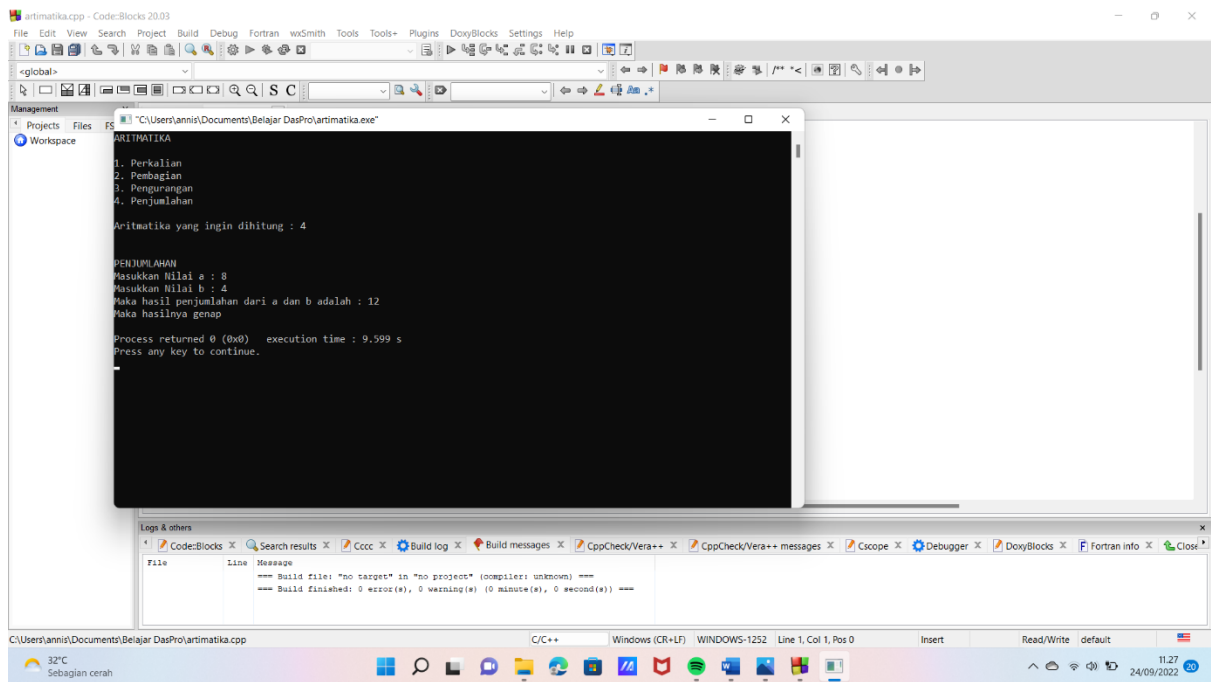 artimatika.cpp - Code::Blocks 20.03
File Edit View Search Project Build Debug Fortran wxSmith Tools Tools+ Plugins DoxyBlocks Settings Help
<global>
/** *<
S C
Aa .*
Management
Projects Files FS
Workspace
"C:\Users\annis\Documents\Belajar DasPro\artimatika.exe"
ARITMATIKA
1. Perkalian
2. Pembagian
3. Pengurangan
4. Penjumlahan
Aritmatika yang ingin dihitung : 4
PENJUMLAHAN
Masukkan Nilai a : 8
Masukkan Nilai b : 4
Maka hasil penjumlahan dari a dan b adalah : 12
Maka hasilnya genap
Process returned 0 (0x0) execution time : 9.599 s
Press any key to continue.
Logs & others
Code::Blocks X Search results X Cccc X Build log X Build messages X CppCheck/Vera++ X CppCheck/Vera++ messages X Cscope X Debugger X DoxyBlocks X Fortran info X Close
File Line Message
=== Build file: "no target" in "no project" (compiler: unknown) ===
=== Build finished: 0 error(s), 0 warning(s) (0 minute(s), 0 second(s)) ===
C:\Users\annis\Documents\Belajar DasPro\artimatika.cpp C/C++ Windows (CR+LF) WINDOWS-1252 Line 1, Col 1, Pos 0 Insert Read/Write default
32°C
Sebagian cerah
11.27
24/09/2022
20